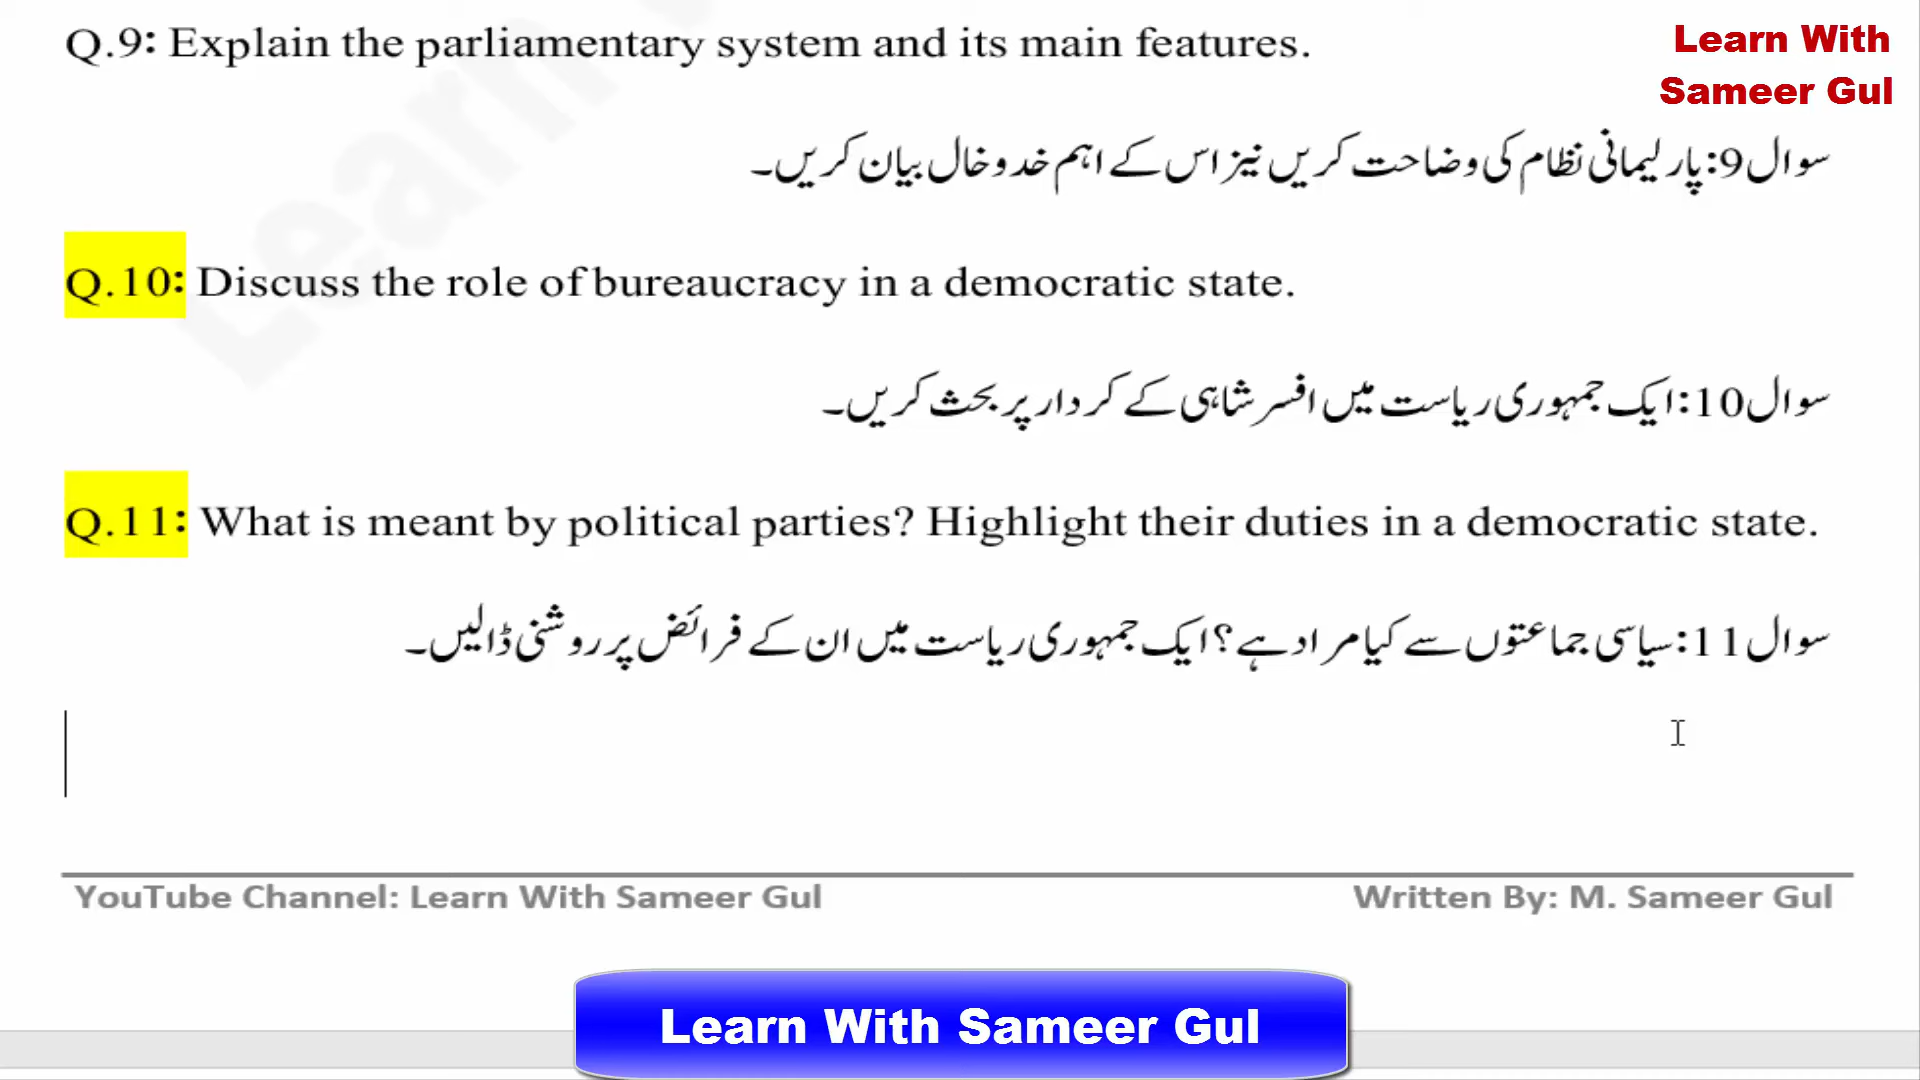 Q.9: Explain the parliamentary system and its main features.
Learn With
Sameer Gul
سوال 9: پارلیمانی نظام کی وضاحت کریں نیز اس کے اہم خدوخال بیان کریں۔
Q.10: Discuss the role of bureaucracy in a democratic state.
سوال 10: ایک جمہوری ریاست میں افسر شاہی کے کردار پر بحث کریں۔
Q.11: What is meant by political parties? Highlight their duties in a democratic state.
سوال 11: سیاسی جماعتوں سے کیا مراد ہے؟ ایک جمہوری ریاست میں ان کے فرائض پر روشنی ڈالیں۔
YouTube Channel: Learn With Sameer Gul
Written By: M. Sameer Gul
Learn With Sameer Gul
Learn